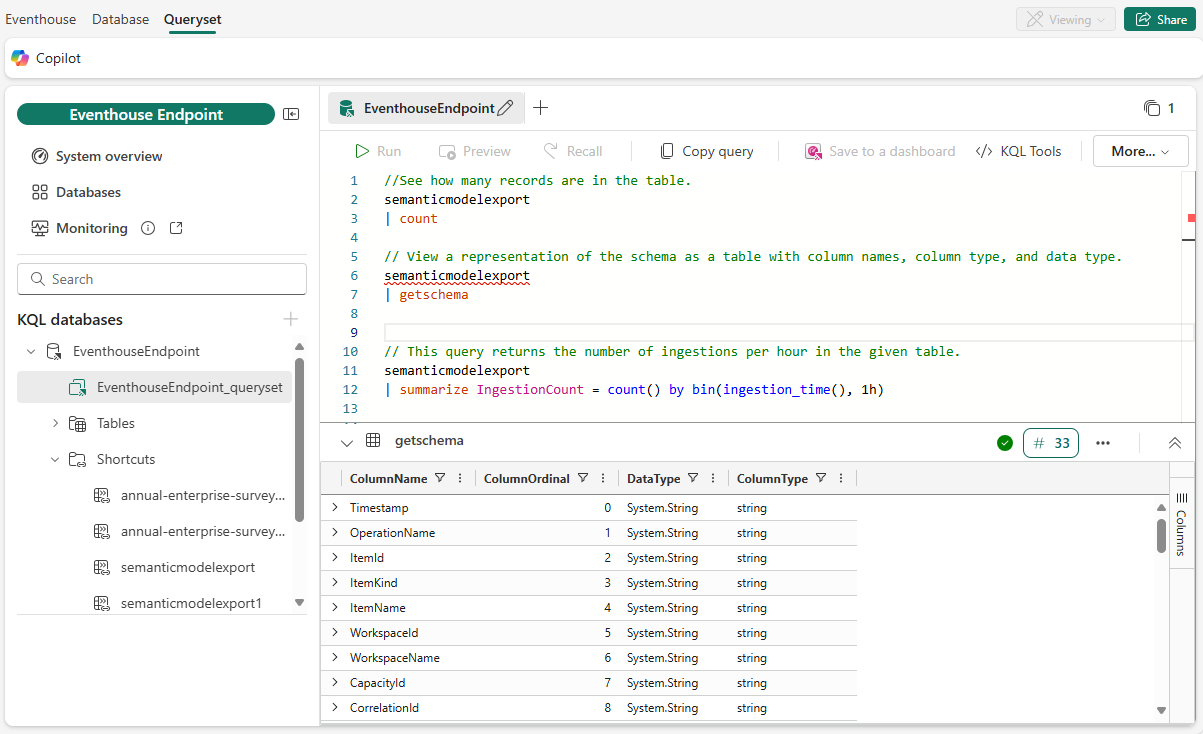 Eventhouse Database Queryset
Viewing
Share
Copilot
Eventhouse Endpoint
System overview
Databases
Monitoring
Search
KQL databases
EventhouseEndpoint
EventhouseEndpoint_queryset
Tables
Shortcuts
annual-enterprise-survey...
annual-enterprise-survey...
semanticmodelexport
semanticmodelexport1
EventhouseEndpoint
1
Run Preview Recall Copy query Save to a dashboard KQL Tools More...
1 //See how many records are in the table.
2 semanticmodelexport
3 | count
4
5 // View a representation of the schema as a table with column names, column type, and data type.
6 semanticmodelexport
7 | getschema
8
9
10 // This query returns the number of ingestions per hour in the given table.
11 semanticmodelexport
12 | summarize IngestionCount = count() by bin(ingestion_time(), 1h)
13
getschema
# 33
ColumnName ColumnOrdinal DataType ColumnType
Timestamp 0 System.String string
OperationName 1 System.String string
ItemId 2 System.String string
ItemKind 3 System.String string
ItemName 4 System.String string
WorkspaceId 5 System.String string
WorkspaceName 6 System.String string
CapacityId 7 System.String string
CorrelationId 8 System.String string
Columns